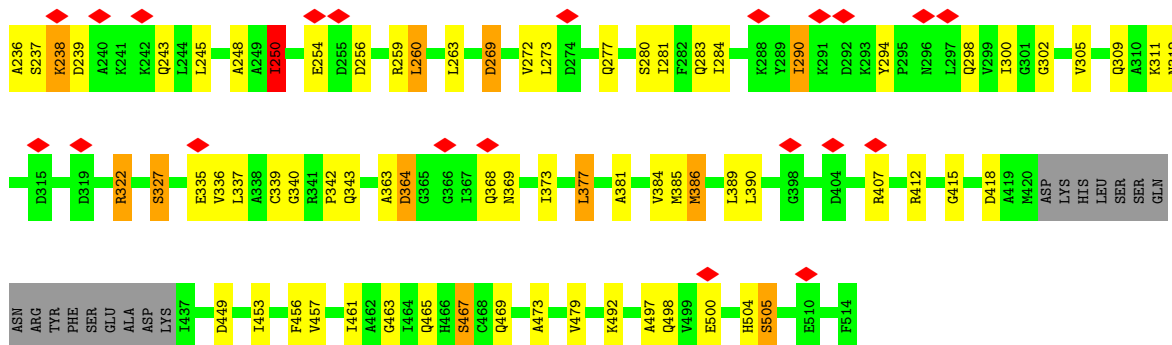 A236 S237 K238 D239 A240 K241 K242 Q243 L244 L245 A248 A249 I250 E254 D255 D256 R259 L260 L263 D269 V272 L273 D274 Q277 S280 I281 F282 Q283 I284 K288 Y289 I290 K291 D292 K293 Y294 P295 N296 L297 Q298 V299 I300 G301 G302 V305 Q309 A310 K311
D315 D319 R322 S327 E335 V336 L337 A338 C339 G340 R341 P342 Q343 A363 D364 G365 G366 I367 Q368 N369 I373 L377 A381 V384 M385 M386 L389 L390 G398 D404 R407 R412 G415 D418 A419 M420 ASP LYS HIS LEU SER SER GLN
ASN ARG TYR PHE SER GLU ALA ASP LYS I437 D449 I453 F456 V457 I461 A462 G463 I464 Q465 H466 S467 C468 Q469 A473 V479 K492 A497 Q498 V499 E500 H504 S505 E510 F514